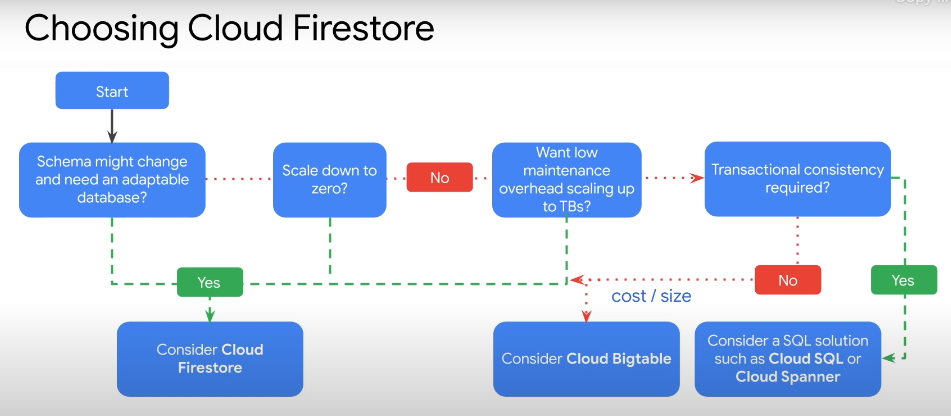 Choosing Cloud Firestore
Start
Schema might change
and need an adaptable
database?
Scale down to
zero?
No
Want low
maintenance
overhead scaling up
to TBs?
Transactional consistency
required?
Yes
cost / size
No
Yes
Consider Cloud
Firestore
Consider Cloud Bigtable
Consider a SQL solution
such as Cloud SQL or
Cloud Spanner